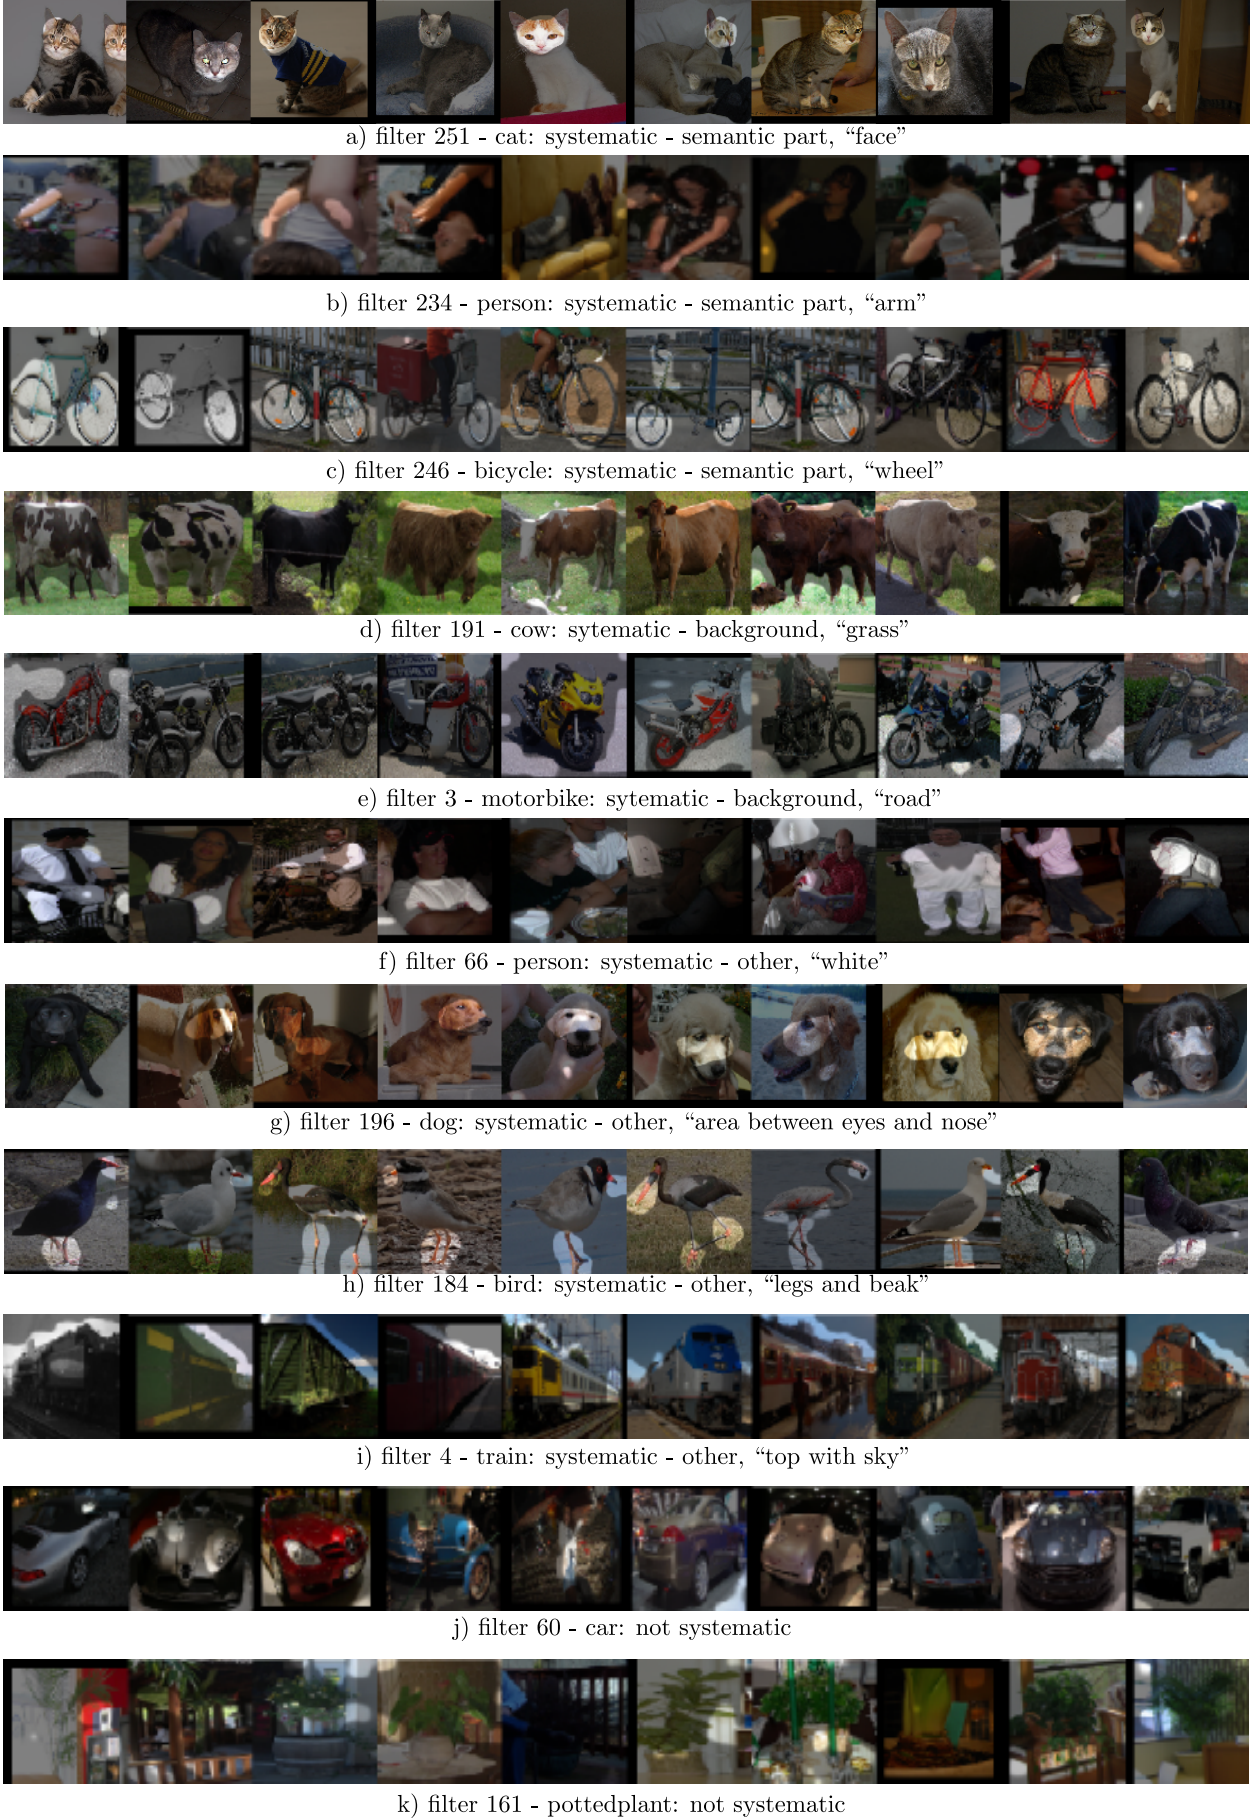 a) filter 251 - cat: systematic - semantic part, “face”
b) filter 234 - person: systematic - semantic part, “arm”
c) filter 246 - bicycle: systematic - semantic part, “wheel”
d) filter 191 - cow: sytematic - background, “grass”
e) filter 3 - motorbike: sytematic - background, “road”
f) filter 66 - person: systematic - other, “white”
g) filter 196 - dog: systematic - other, “area between eyes and nose”
h) filter 184 - bird: systematic - other, “legs and beak”
i) filter 4 - train: systematic - other, “top with sky”
j) filter 60 - car: not systematic
k) filter 161 - pottedplant: not systematic